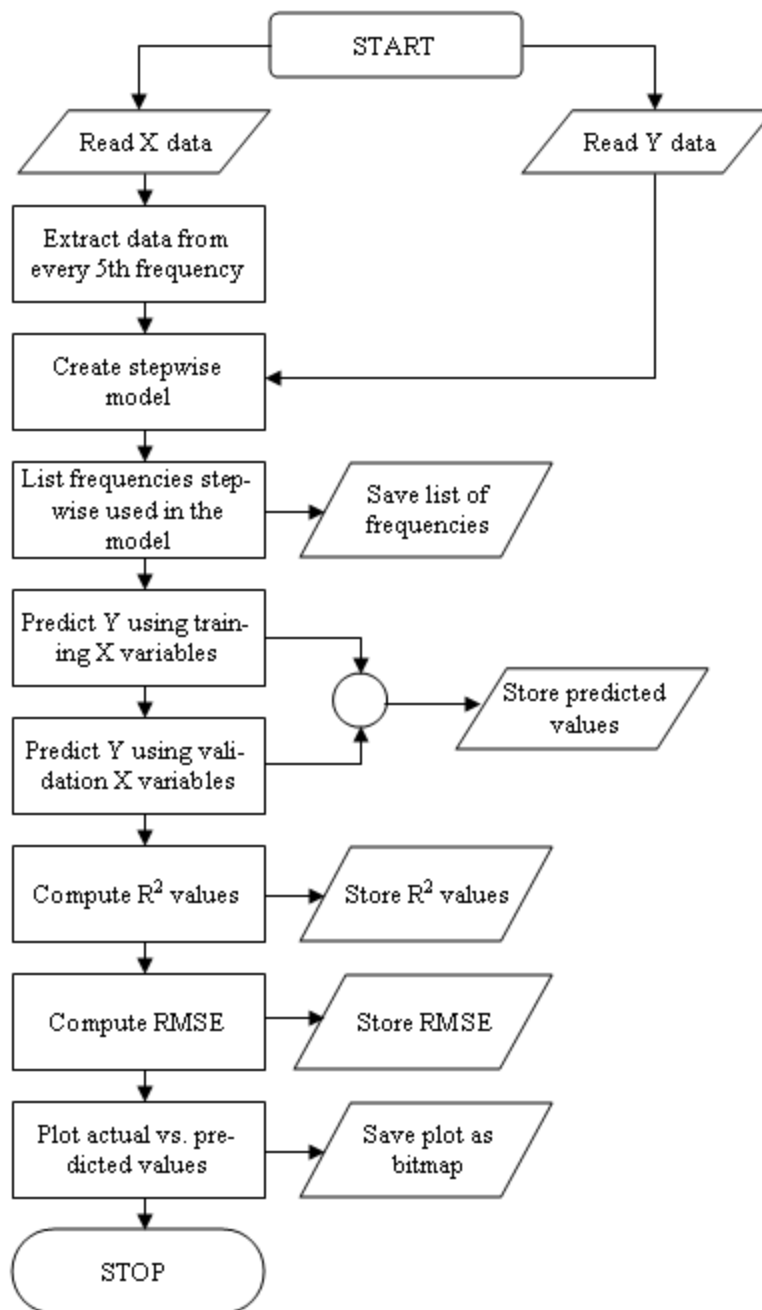 START
Read X data
Read Y data
Extract data from
every 5th frequency
Create stepwise
model
List frequencies step-
wise used in the
model
Save list of
frequencies
Predict Y using train-
ing X variables
Store predicted
values
Predict Y using vali-
dation X variables
Compute R² values
Store R² values
Compute RMSE
Store RMSE
Plot actual vs. pre-
dicted values
Save plot as
bitmap
STOP